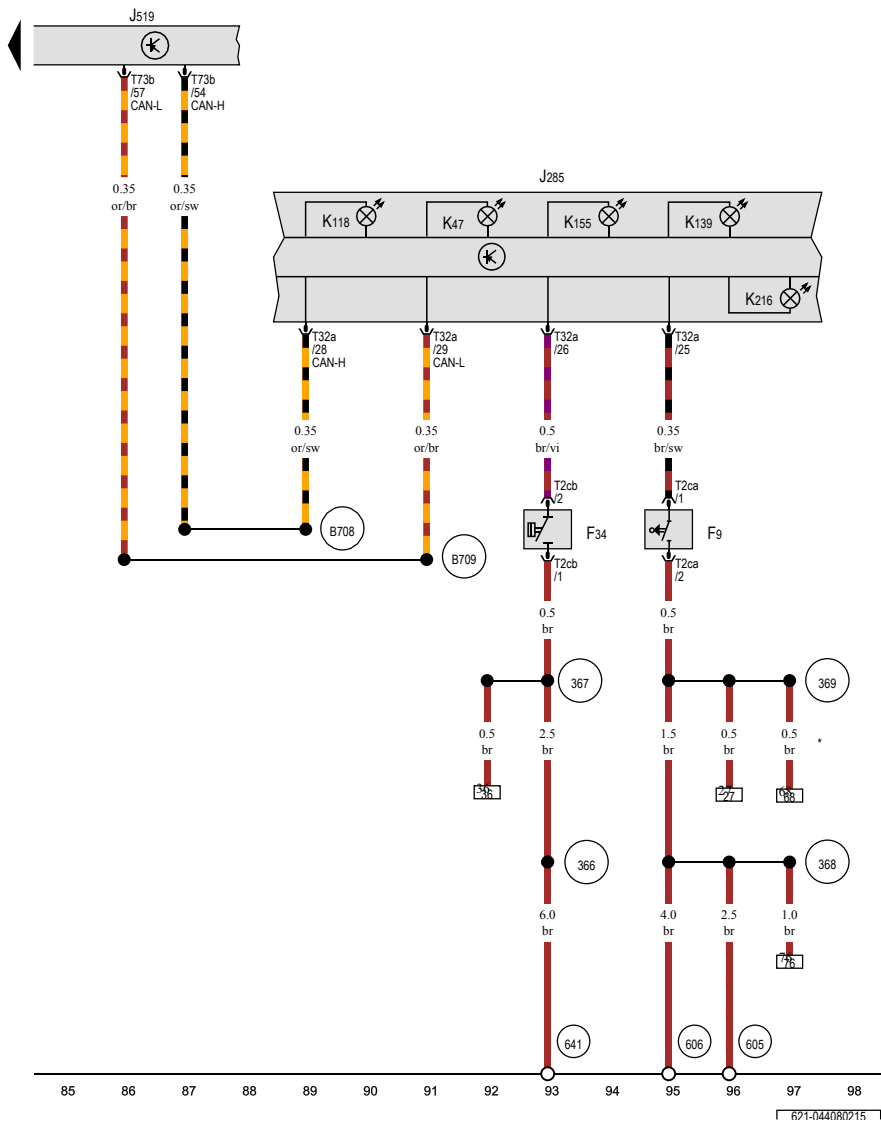 J519
T73b
/57
CAN-L
T73b
/54
CAN-H
0.35
or/br
0.35
or/sw
J285
K118
K47
K155
K139
K216
T32a
/28
CAN-H
T32a
/29
CAN-L
T32a
/26
T32a
/25
0.35
or/sw
0.35
or/br
0.5
br/vi
0.35
br/sw
T2cb
/2
T2ca
/1
B708
F34
F9
B709
T2cb
/1
T2ca
/2
0.5
br
0.5
br
367
369
0.5
br
2.5
br
1.5
br
0.5
br
0.5
br
*
36
36
27
27
68
68
366
368
6.0
br
4.0
br
2.5
br
1.0
br
76
76
641
606
605
85 86 87 88 89 90 91 92 93 94 95 96 97 98
621-044080215